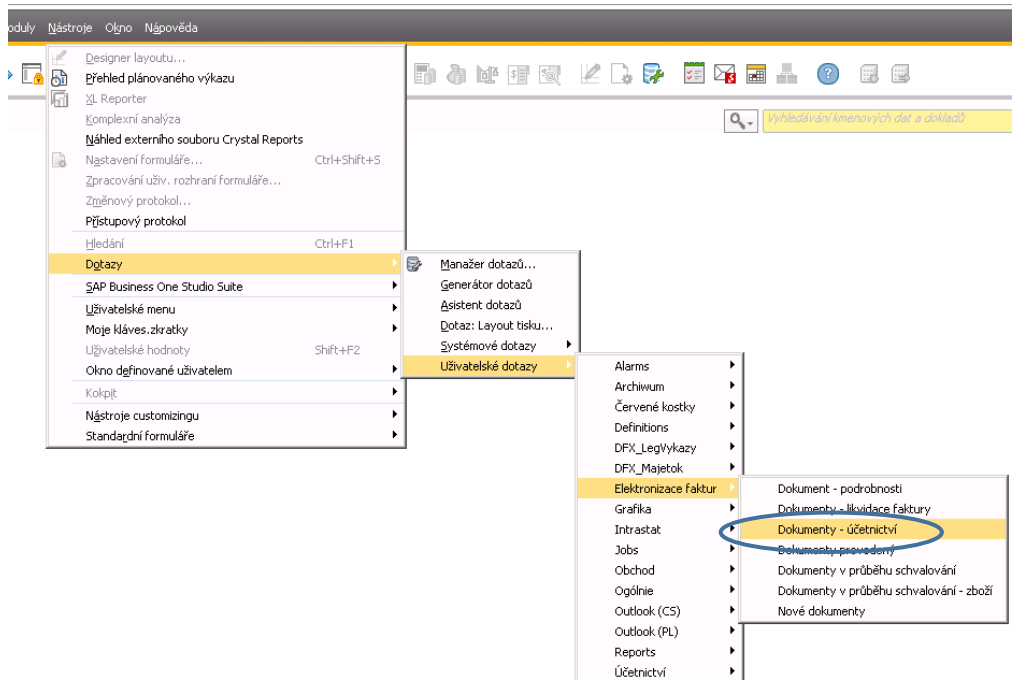 oduly Nástroje Okno Nápověda
Vyhledávání kmenových dat a dokladů
Designer layoutu...
Přehled plánovaného výkazu
XL Reporter
Komplexní analýza
Náhled externího souboru Crystal Reports
Nastavení formuláře... Ctrl+Shift+S
Zpracování uživ. rozhraní formuláře...
Změnový protokol...
Přístupový protokol
Hledání Ctrl+F1
Dotazy
SAP Business One Studio Suite
Uživatelské menu
Moje kláves.zkratky
Uživatelské hodnoty Shift+F2
Okno definované uživatelem
Kokpit
Nástroje customizingu
Standardní formuláře
Manažer dotazů...
Generátor dotazů
Asistent dotazů
Dotaz: Layout tisku...
Systémové dotazy
Uživatelské dotazy
Alarms
Archiwum
Červené kostky
Definitions
DFX_LegVykazy
DFX_Majetok
Elektronizace faktur
Grafika
Intrastat
Jobs
Obchod
Ogólnie
Outlook (CS)
Outlook (PL)
Reports
Účetnictví
Dokument - podrobnosti
Dokumenty - likvidace faktury
Dokumenty - účetnictví
Dokumenty provedený
Dokumenty v průběhu schvalování
Dokumenty v průběhu schvalování - zboží
Nové dokumenty